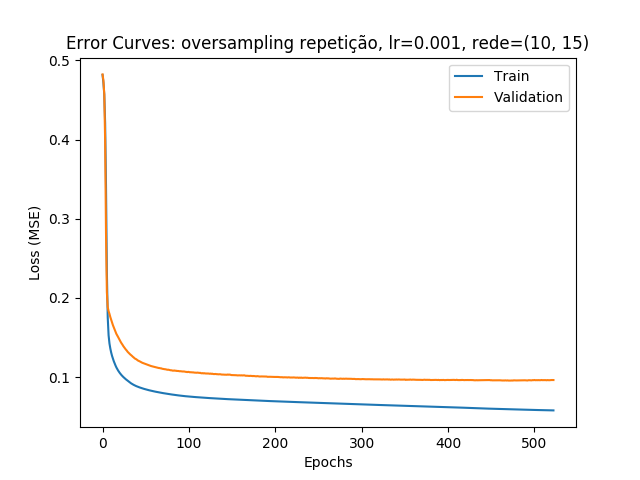 Error Curves: oversampling repetição, lr=0.001, rede=(10, 15)
Train
Validation
Loss (MSE)
0.5
0.4
0.3
0.2
0.1
0 100 200 300 400 500
Epochs